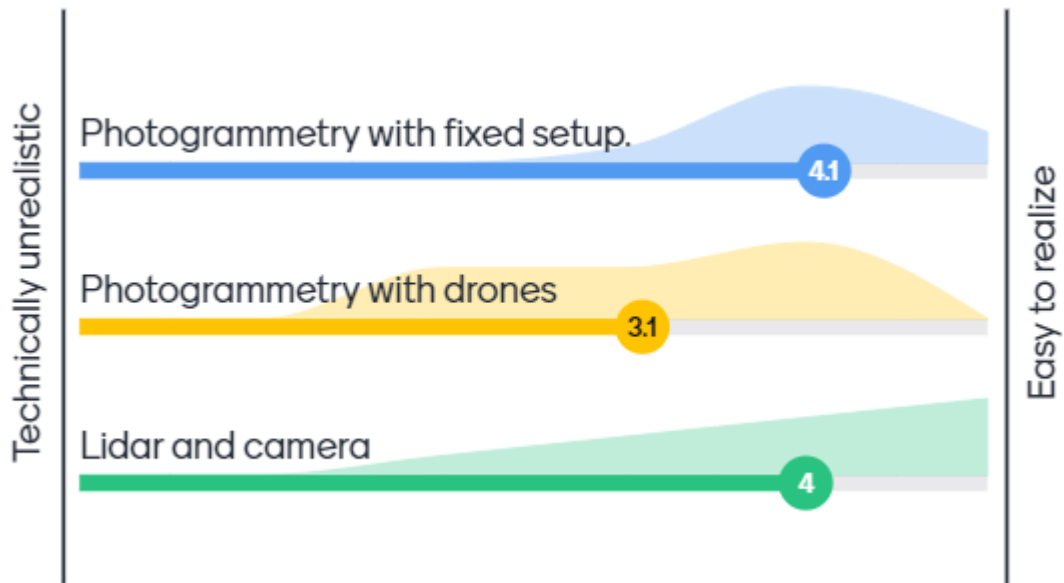 Technically unrealistic
Photogrammetry with fixed setup.
4.1
Photogrammetry with drones
3.1
Lidar and camera
4
Easy to realize